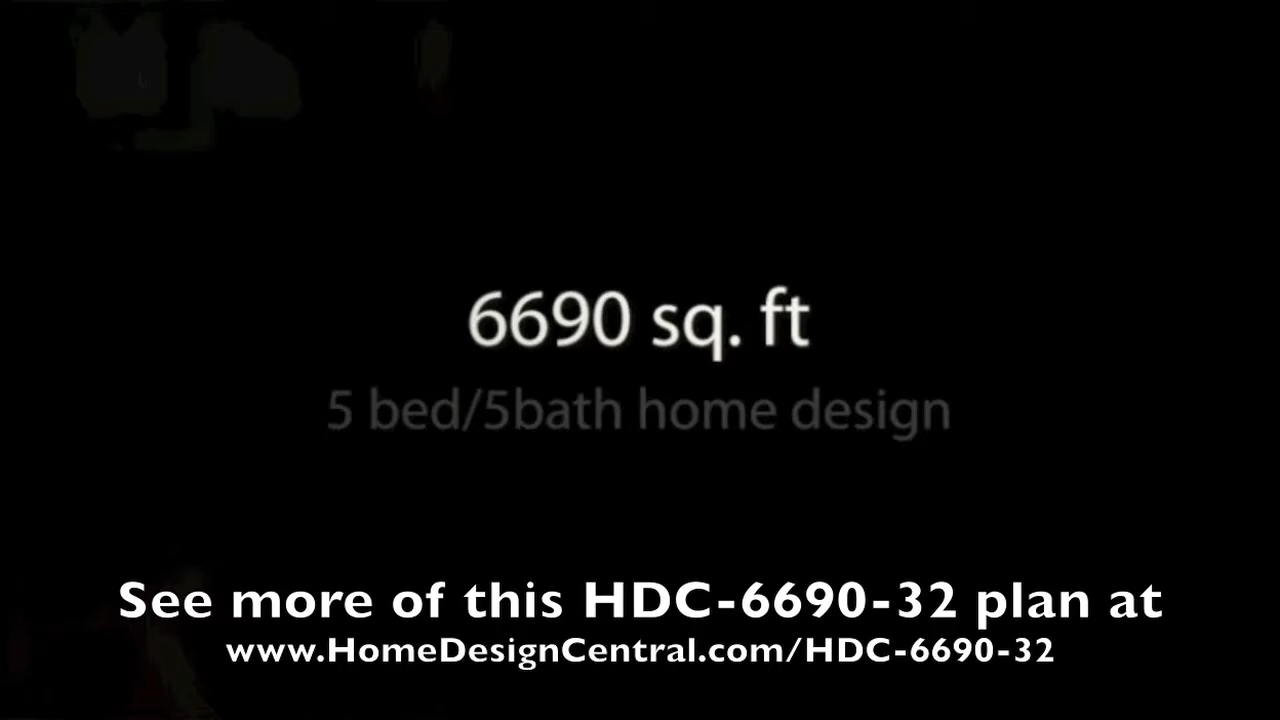 6690 sq. ft
5 bed/5bath home design
See more of this HDC-6690-32 plan at
www.HomeDesignCentral.com/HDC-6690-32